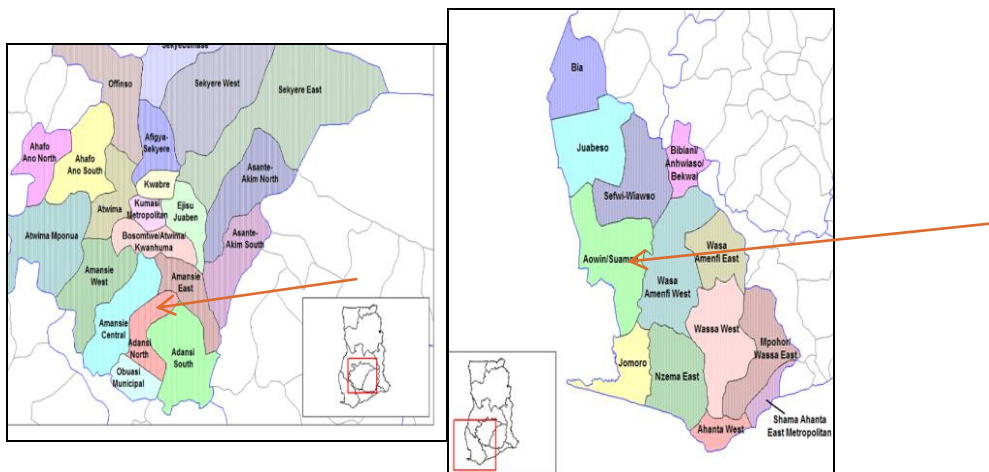 Offinso
Sekyere West
Sekyere East
Ahafo
Ano North
Ahafo
Ano South
Afigya-
Sekyere
Kwabre
Asante-
Akim North
Atwima
Kumasi
Metropolitan
Ejisu
Juaben
Atwima Mponua
Bosomtwe/Atwima/
Kwanhuma
Asante-
Akim South
Amansie
West
Amansie
East
Amansie
Central
Adansi
North
Adansi
South
Obuasi
Municipal
Bia
Juabeso
Bibiani/
Anhwiaso/
Bekwai
Sefwi-Wiawso
Aowin/Suaman
Wasa
Amenfi East
Wasa
Amenfi West
Wassa West
Mpohor/
Wassa East
Jomoro
Nzema East
Ahanta West
Shama Ahanta
East Metropolitan